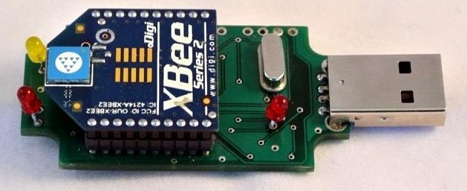 Digi
XBee
Series 2
www.digi.com
FCC ID: OUR-XBEE2
IC: 4214A-XBEE2